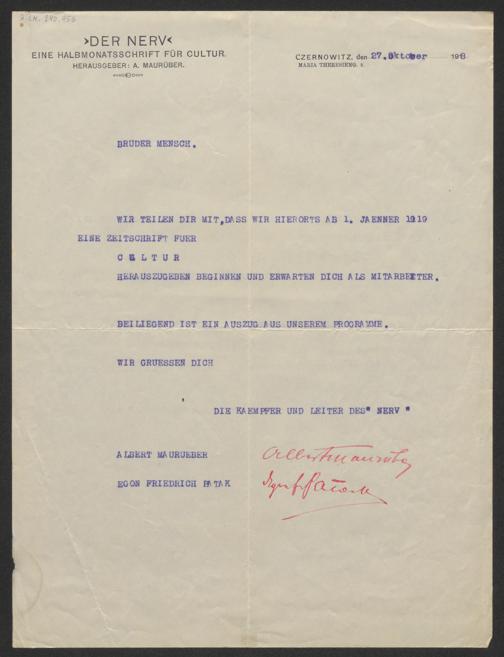 ›DER NERV‹
EINE HALBMONATSSCHRIFT FÜR CULTUR.
HERAUSGEBER: A. MAURÜBER.
CZERNOWITZ, den 27.Oktober 1918
MARIA THERESIENG. 8.
BRUDER MENSCH.
WIR TEILEN DIR MIT,DASS WIR HIERORTS AB 1. JAENNER 1919
EINE ZEITSCHRIFT FUER
C U L T U R
HERAUSZUGEBEN BEGINNEN UND ERWARTEN DICH ALS MITARBEITER.
BEILIEGEND IST EIN AUSZUG AUS UNSEREM PROGRAMME.
WIR GRUESSEN DICH
DIE KAEMPFER UND LEITER DES" NERV "
ALBERT MAURUEBER
Albert Maurüber
EGON FRIEDRICH PATAK